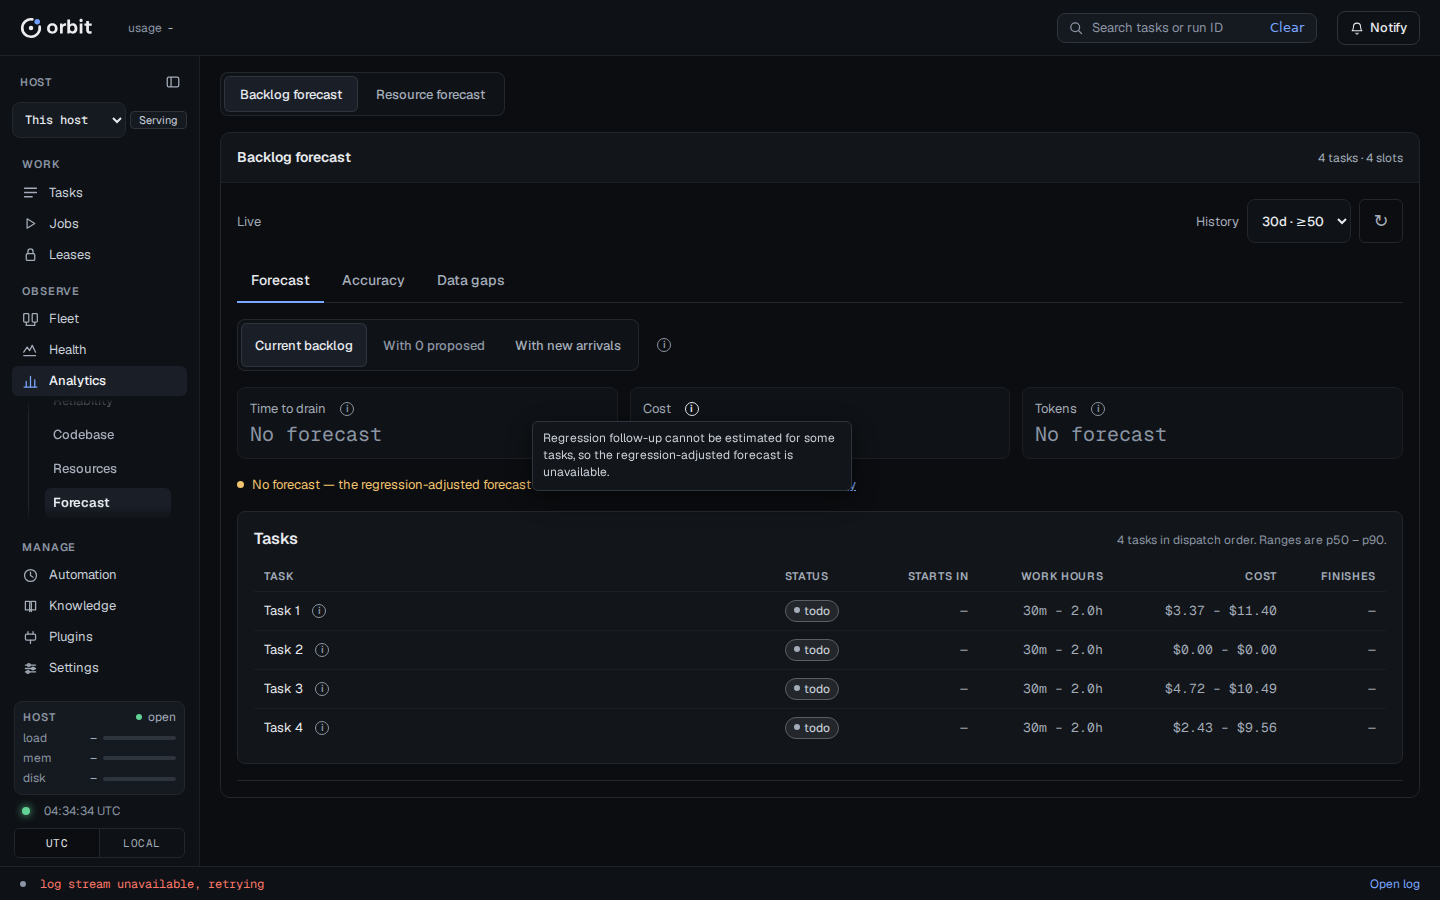 orbit
usage -
Search tasks or run ID
Clear
Notify
HOST
This host
Serving
WORK
Tasks
Jobs
Leases
OBSERVE
Fleet
Health
Analytics
Reliability
Codebase
Resources
Forecast
MANAGE
Automation
Knowledge
Plugins
Settings
HOST
open
load –
mem –
disk –
04:34:34 UTC
UTC
LOCAL
Backlog forecast
Resource forecast
Backlog forecast
4 tasks · 4 slots
Live
History
30d · ≥50
Forecast
Accuracy
Data gaps
Current backlog
With 0 proposed
With new arrivals
Time to drain
No forecast
Cost
Tokens
No forecast
Regression follow-up cannot be estimated for some
tasks, so the regression-adjusted forecast is
unavailable.
No forecast — the regression-adjusted forecast
Tasks
4 tasks in dispatch order. Ranges are p50 – p90.
TASK STATUS STARTS IN WORK HOURS COST FINISHES
Task 1 todo – 30m – 2.0h $3.37 – $11.40 –
Task 2 todo – 30m – 2.0h $0.00 – $0.00 –
Task 3 todo – 30m – 2.0h $4.72 – $10.49 –
Task 4 todo – 30m – 2.0h $2.43 – $9.56 –
log stream unavailable, retrying
Open log